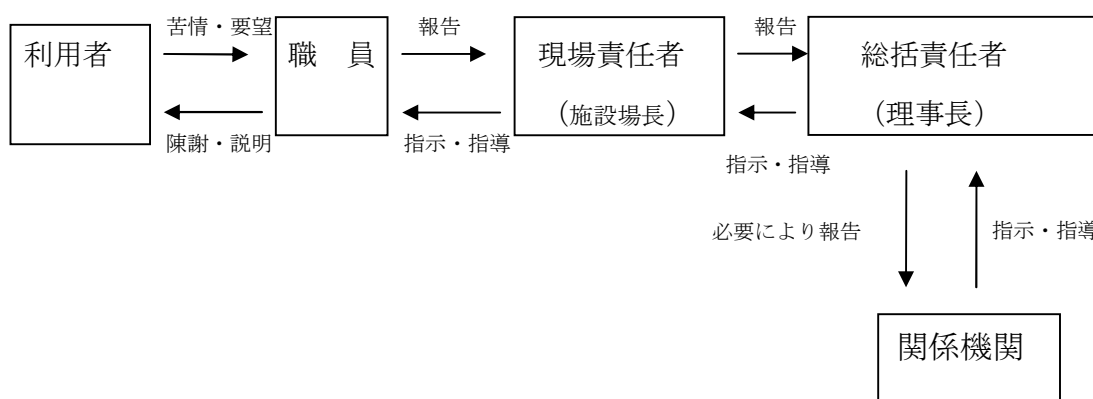 苦情・要望
報告
報告
利用者
職　員
現場責任者
(施設場長)
総括責任者
(理事長)
陳謝・説明
指示・指導
指示・指導
必要により報告
指示・指導
関係機関